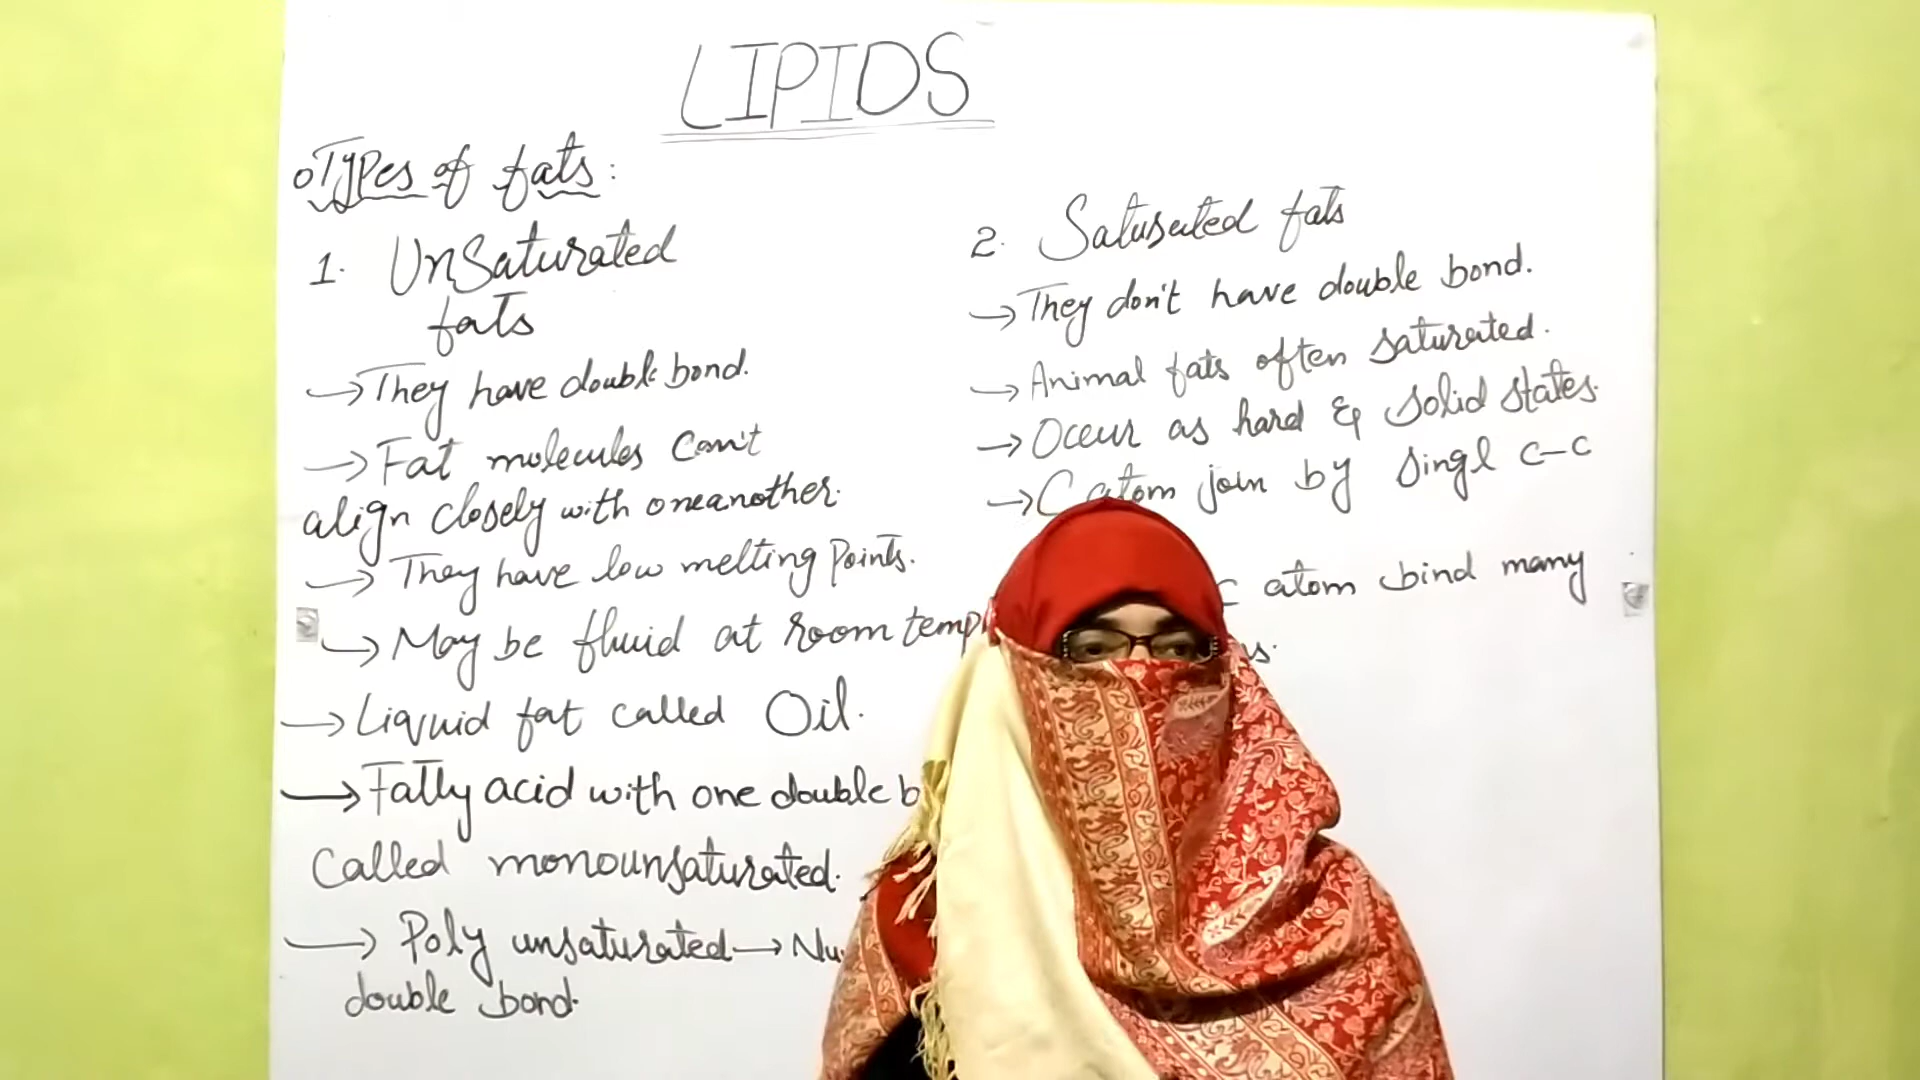 LIPIDS
Types of fats:
1. UnSaturated
fats
→ They have double bond.
→ Fat molecules Can't
align closely with oneanother.
→ They have low melting Points.
→ May be fluid at room temp
→ Liquid fat called Oil.
→ Fatty acid with one double b
Called monounsaturated.
→ Poly unsaturated → Nu
double bond.
2. Saturated fats
→ They don't have double bond.
→ Animal fats often saturated.
→ Occur as hard & solid states.
→ C atom join by singl C-C
C atom bind many